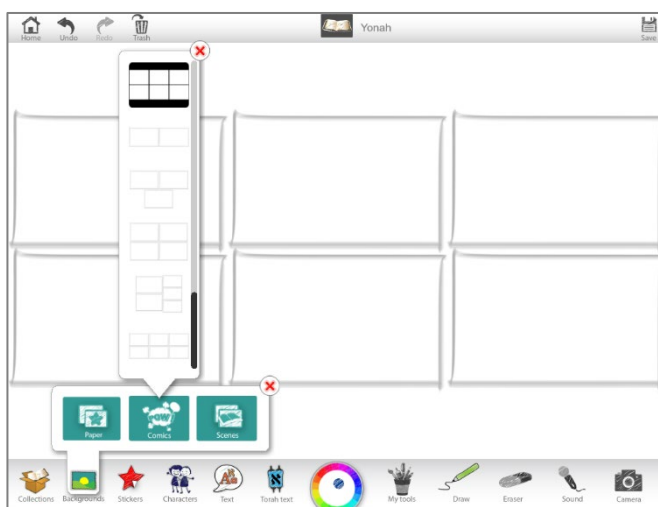 Home Undo Redo Trash Yonah Save
POW
Paper Comics Scenes
Collections Backgrounds Stickers Characters Text Torah text My tools Draw Eraser Sound Camera